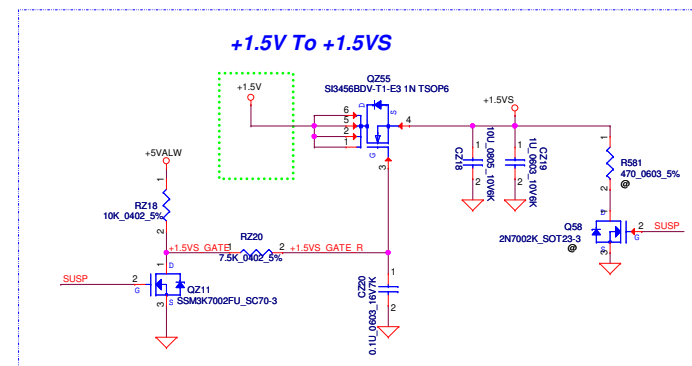 +1.5V To +1.5VS
QZ55
SI3456BDV-T1-E3 1N TSOP6
+1.5V
D
S
G
6
5
2
1
4
3
+1.5VS
10U_0805_10V6K
CZ18
1
2
1U_0603_10V6K
CZ19
1
2
1
R581
470_0603_5%
@
2
+5VALW
1
RZ18
10K_0402_5%
2
+1.5VS_GATE
1
RZ20
2
+1.5VS_GATE_R
7.5K_0402_5%
Q58
2N7002K_SOT23-3
@
D
G
S
SUSP
SUSP
2
G
1
D
QZ11
SSM3K7002FU_SC70-3
3
S
CZ20
0.1U_0603_16V7K
1
2